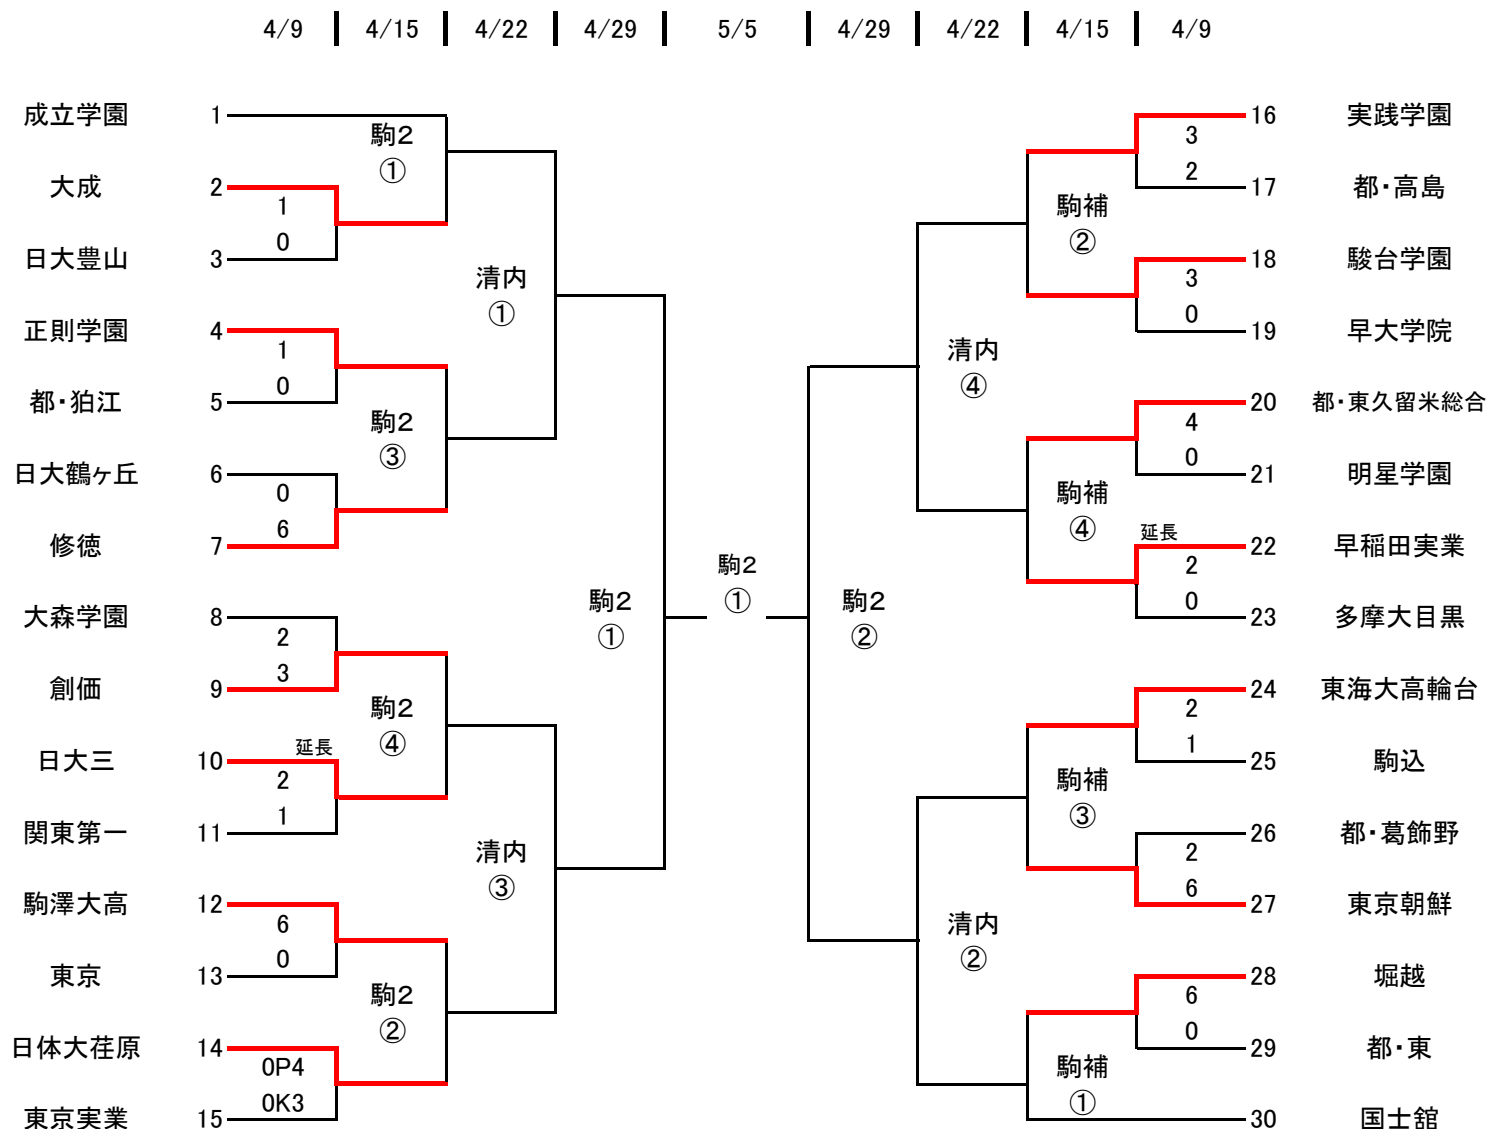 4/9 4/15 4/22 4/29 5/5 4/29 4/22 4/15 4/9
成立学園 1
駒2
①
大成 2
1
0
日大豊山 3
清内
①
正則学園 4
1
0
都・狛江 5
駒2
③
日大鶴ヶ丘 6
0
6
修徳 7
大森学園 8
2
3
創価 9
駒2
④
日大三 10
延長
2
1
関東第一 11
清内
③
駒澤大高 12
6
0
東京 13
駒2
②
日体大荏原 14
0P4
0K3
東京実業 15
駒2
①
駒2
①
駒2
②
16 実践学園
3
2
17 都・高島
駒補
②
18 駿台学園
3
0
19 早大学院
清内
④
20 都・東久留米総合
4
0
21 明星学園
駒補
④
延長
22 早稲田実業
2
0
23 多摩大目黒
24 東海大高輪台
2
1
25 駒込
駒補
③
26 都・葛飾野
2
6
27 東京朝鮮
清内
②
28 堀越
6
0
29 都・東
駒補
①
30 国士舘